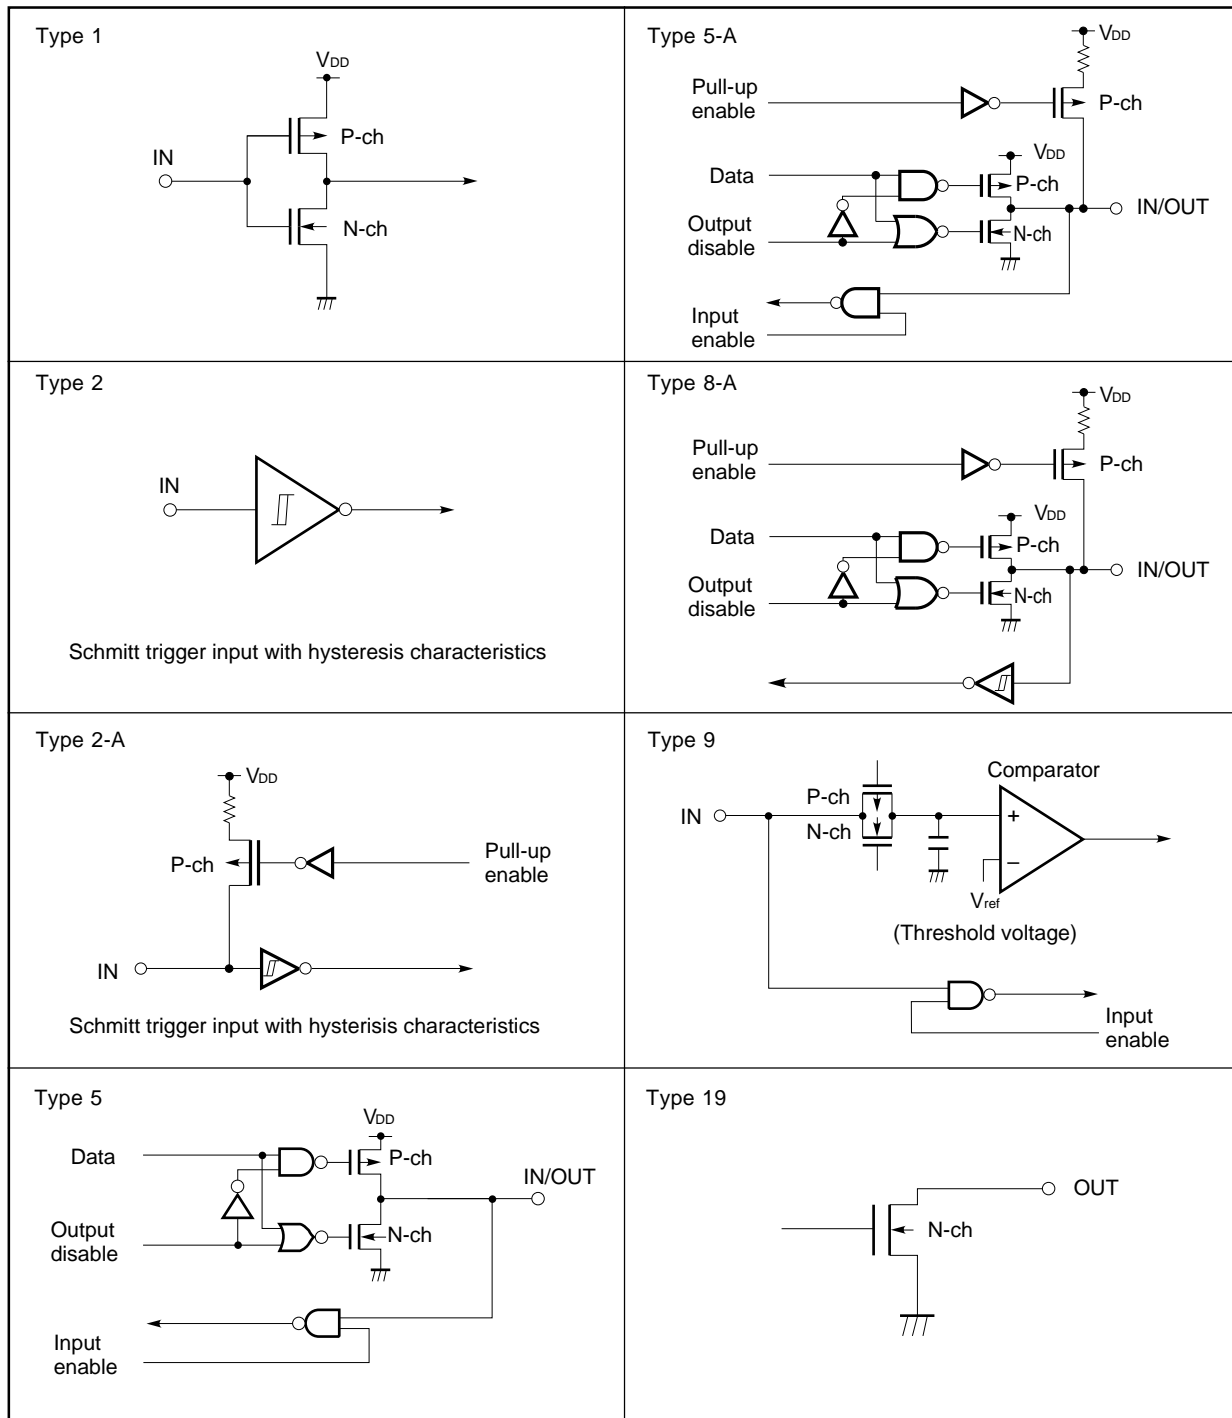 Type 1
VDD
P-ch
IN
N-ch
Type 5-A
VDD
Pull-up
enable
P-ch
VDD
Data
P-ch
IN/OUT
Output
disable
N-ch
Input
enable
Type 2
IN
Schmitt trigger input with hysteresis characteristics
Type 8-A
VDD
Pull-up
enable
P-ch
VDD
Data
P-ch
IN/OUT
Output
disable
N-ch
Type 2-A
VDD
P-ch
Pull-up
enable
IN
Schmitt trigger input with hysterisis characteristics
Type 9
Comparator
P-ch
IN
+
N-ch
–
Vref
(Threshold voltage)
Input
enable
Type 5
VDD
Data
P-ch
IN/OUT
Output
disable
N-ch
Input
enable
Type 19
OUT
N-ch